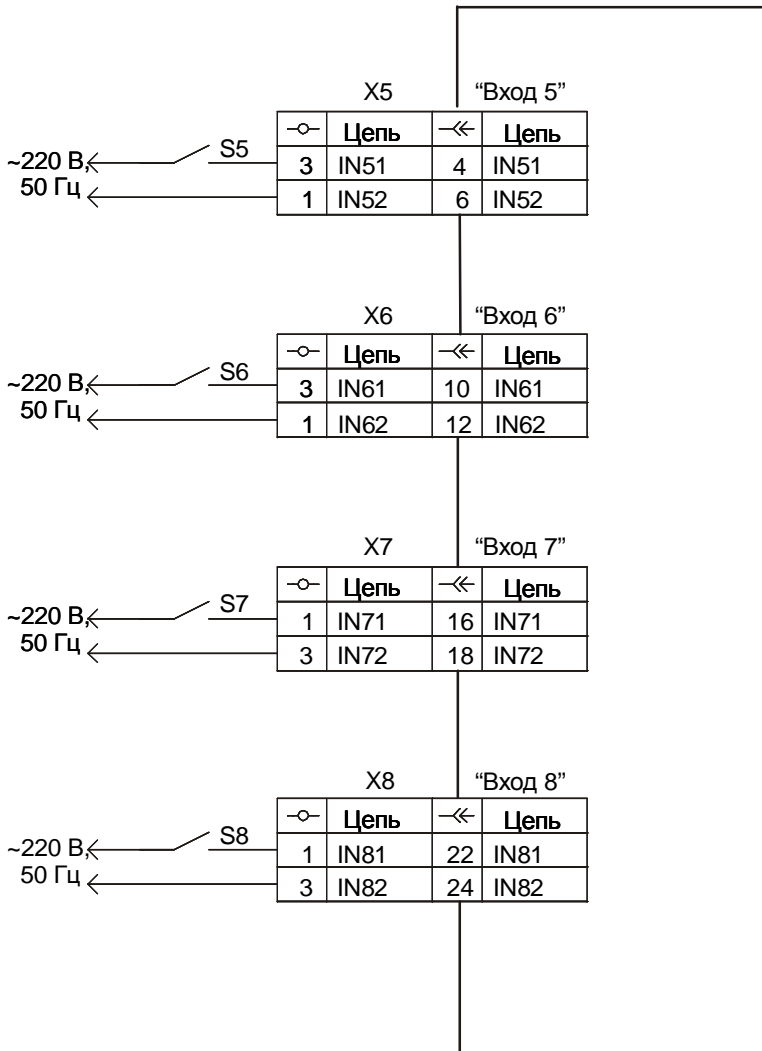 X5 “Вход 5”
Цепь Цепь
~220 В, S5 3 IN51 4 IN51
50 Гц 1 IN52 6 IN52
X6 “Вход 6”
Цепь Цепь
~220 В, S6 3 IN61 10 IN61
50 Гц 1 IN62 12 IN62
X7 “Вход 7”
Цепь Цепь
~220 В, S7 1 IN71 16 IN71
50 Гц 3 IN72 18 IN72
X8 “Вход 8”
Цепь Цепь
~220 В, S8 1 IN81 22 IN81
50 Гц 3 IN82 24 IN82